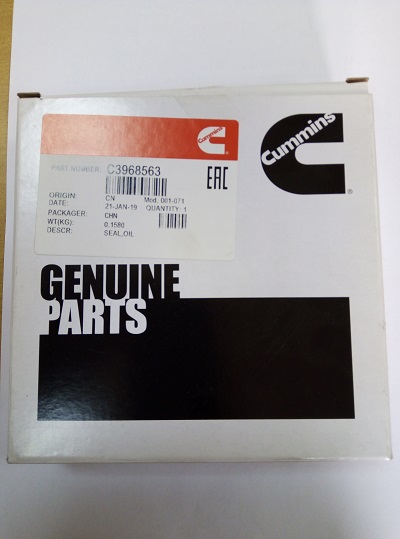 Cummins
®
PART NUMBER: C3968563
EAC
ORIGIN: CN Mod. 001-071
DATE: 21-JAN-19 QUANTITY: 1
PACKAGER: CHN
WT(KG): 0.1580
DESCR: SEAL,OIL
GENUINE
PARTS